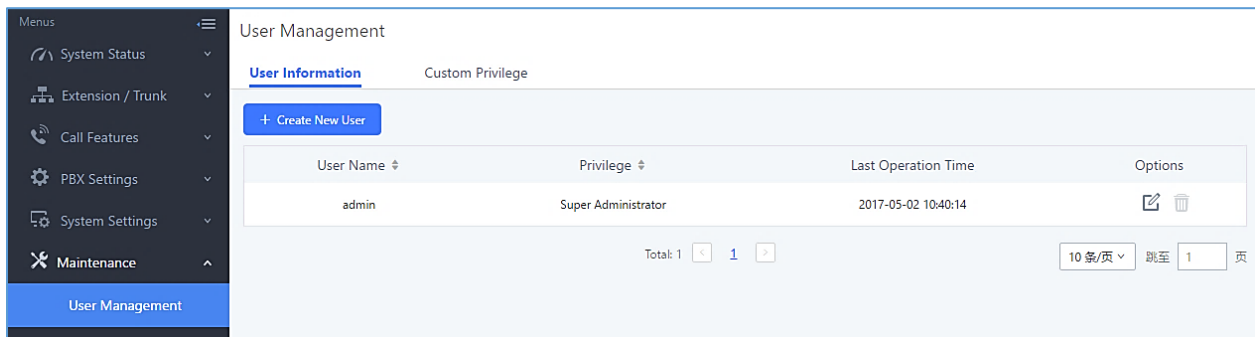 Menus
System Status
Extension / Trunk
Call Features
PBX Settings
System Settings
Maintenance
User Management
User Management
User Information Custom Privilege
+ Create New User
User Name Privilege Last Operation Time Options
admin Super Administrator 2017-05-02 10:40:14
Total: 1 < 1 > 10 条/页 跳至 1 页